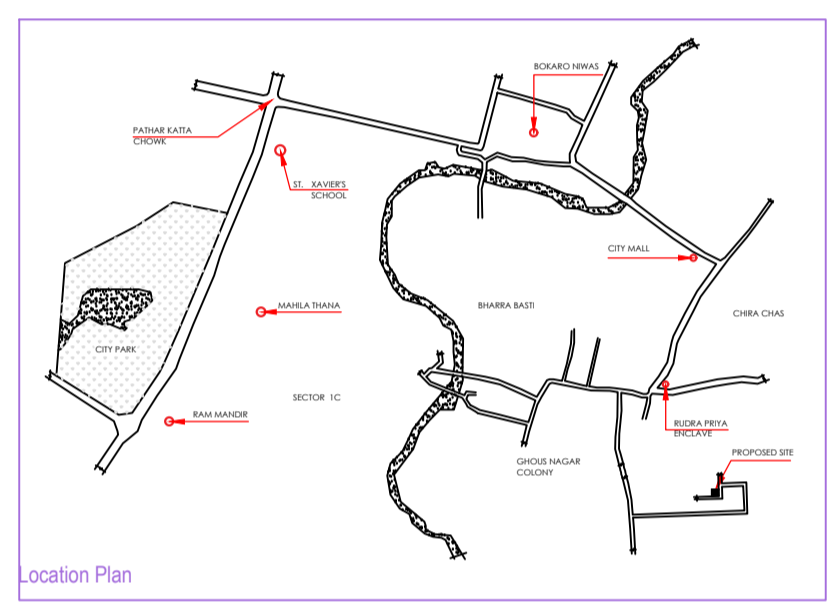 BOKARO NIWAS
PATHAR KATTA
CHOWK
ST. XAVIER'S
SCHOOL
CITY MALL
MAHILA THANA
BHARRA BASTI
CHIRA CHAS
CITY PARK
SECTOR 1C
RAM MANDIR
RUDRA PRIYA
ENCLAVE
PROPOSED SITE
GHOUS NAGAR
COLONY
Location Plan